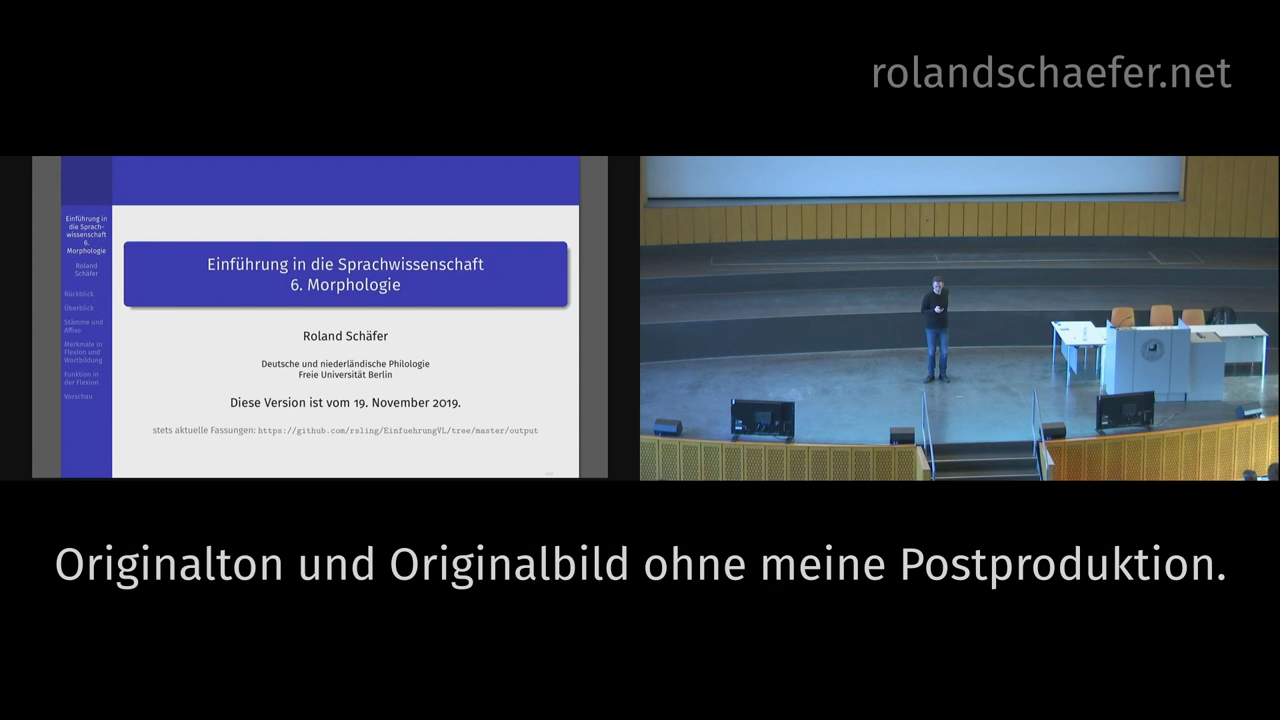 rolandschaefer.net
Einführung in
die Sprach-
wissenschaft
6.
Morphologie
Roland
Schäfer
Rückblick
Überblick
Stämme und
Affixe
Merkmale in
Flexion und
Wortbildung
Funktion in
der Flexion
Vorschau
Einführung in die Sprachwissenschaft
6. Morphologie
Roland Schäfer
Deutsche und niederländische Philologie
Freie Universität Berlin
Diese Version ist vom 19. November 2019.
stets aktuelle Fassungen: https://github.com/rsling/EinfuehrungVL/tree/master/output
Originalton und Originalbild ohne meine Postproduktion.